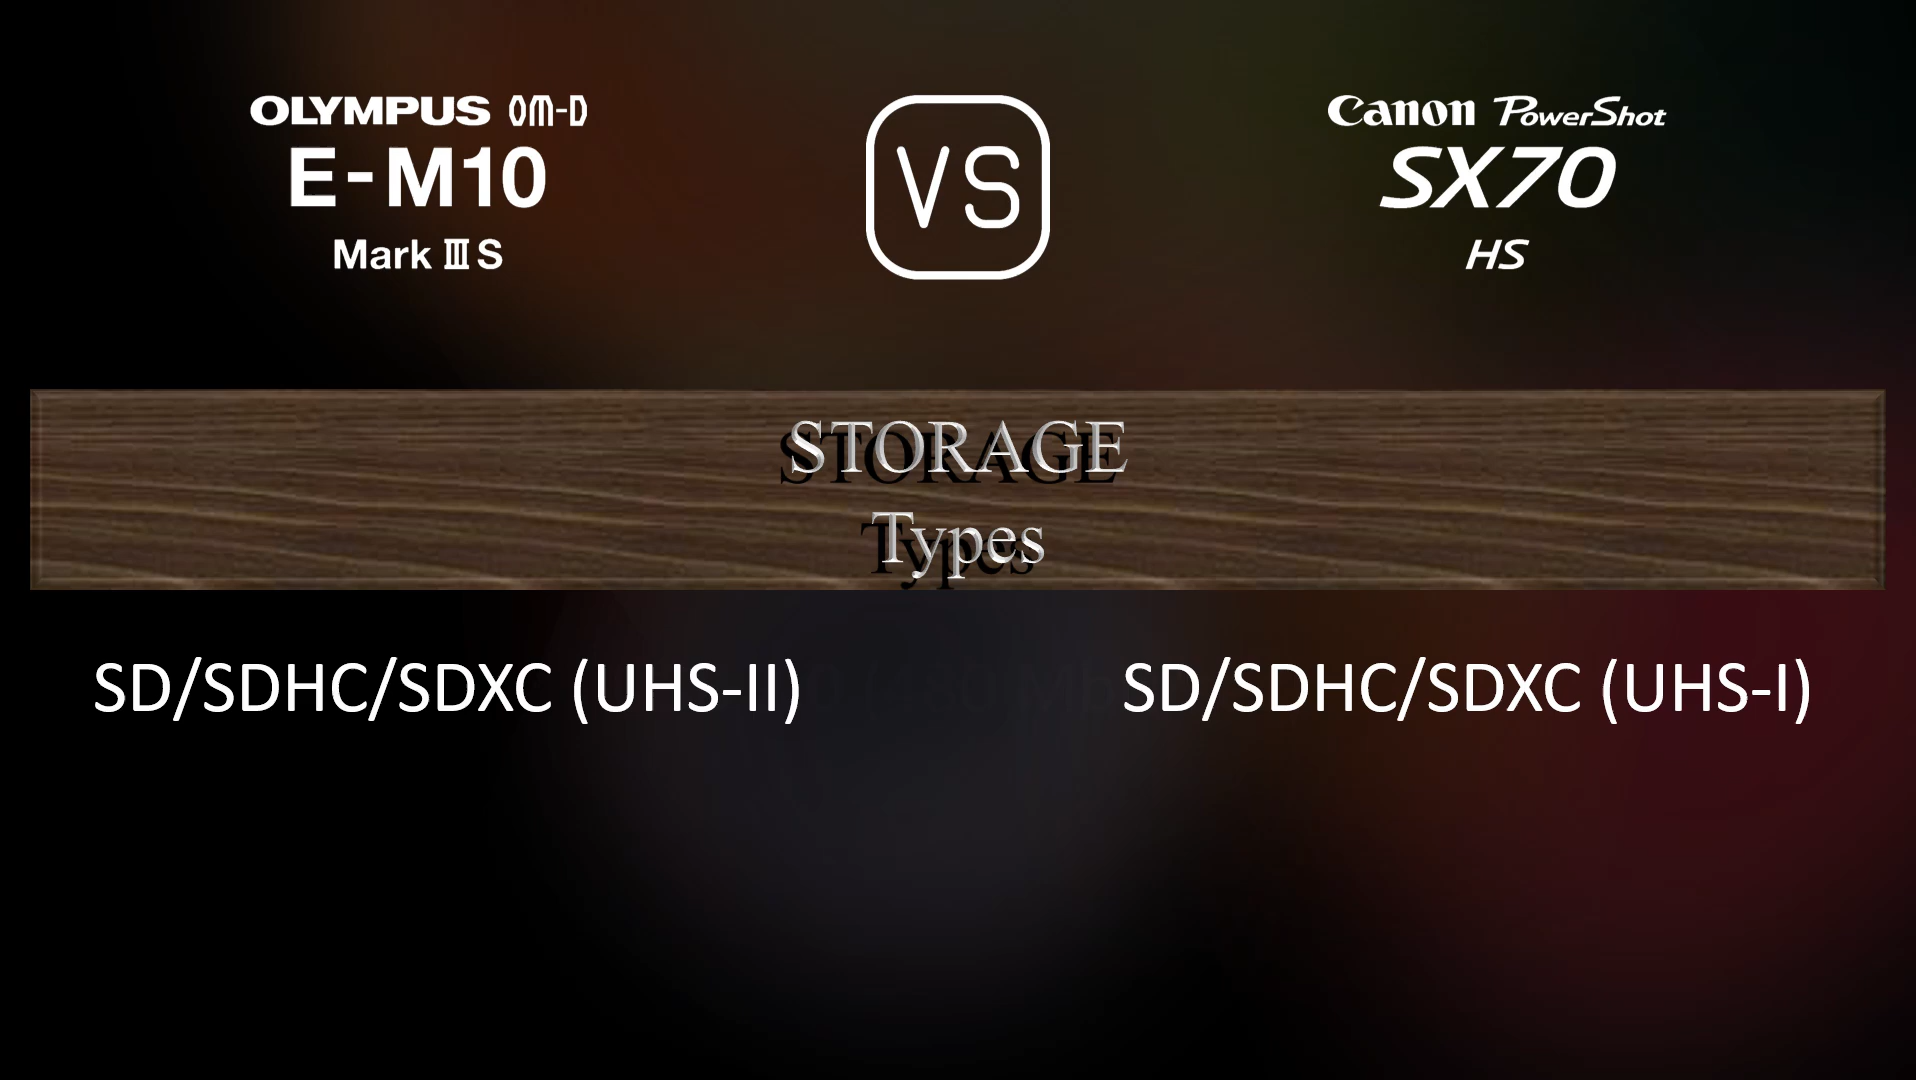 OLYMPUS OM-D
E-M10
Mark III S
VS
Canon PowerShot
SX70
HS
STORAGE
Types
SD/SDHC/SDXC (UHS-II)
SD/SDHC/SDXC (UHS-I)